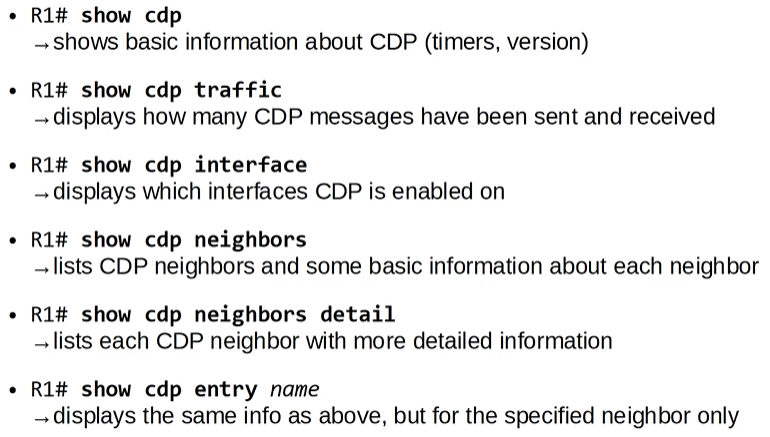 • R1# show cdp
→shows basic information about CDP (timers, version)
• R1# show cdp traffic
→displays how many CDP messages have been sent and received
• R1# show cdp interface
→displays which interfaces CDP is enabled on
• R1# show cdp neighbors
→lists CDP neighbors and some basic information about each neighbor
• R1# show cdp neighbors detail
→lists each CDP neighbor with more detailed information
• R1# show cdp entry name
→displays the same info as above, but for the specified neighbor only